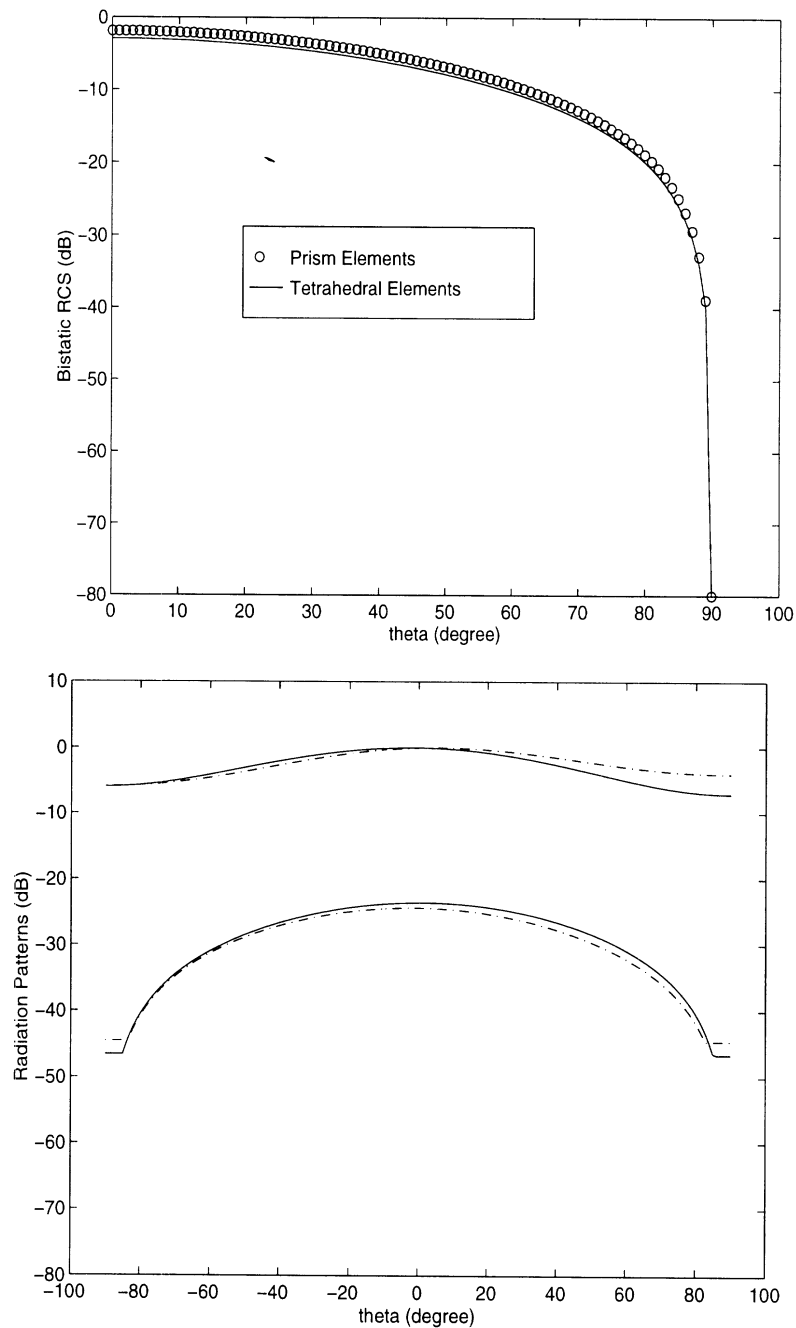 0
−10
−20
−30
−40
−50
−60
−70
−80
Bistatic RCS (dB)
Prism Elements
Tetrahedral Elements
0 10 20 30 40 50 60 70 80 90 100
theta (degree)
10
0
−10
−20
−30
−40
−50
−60
−70
−80
Radiation Patterns (dB)
−100 −80 −60 −40 −20 0 20 40 60 80 100
theta (degree)